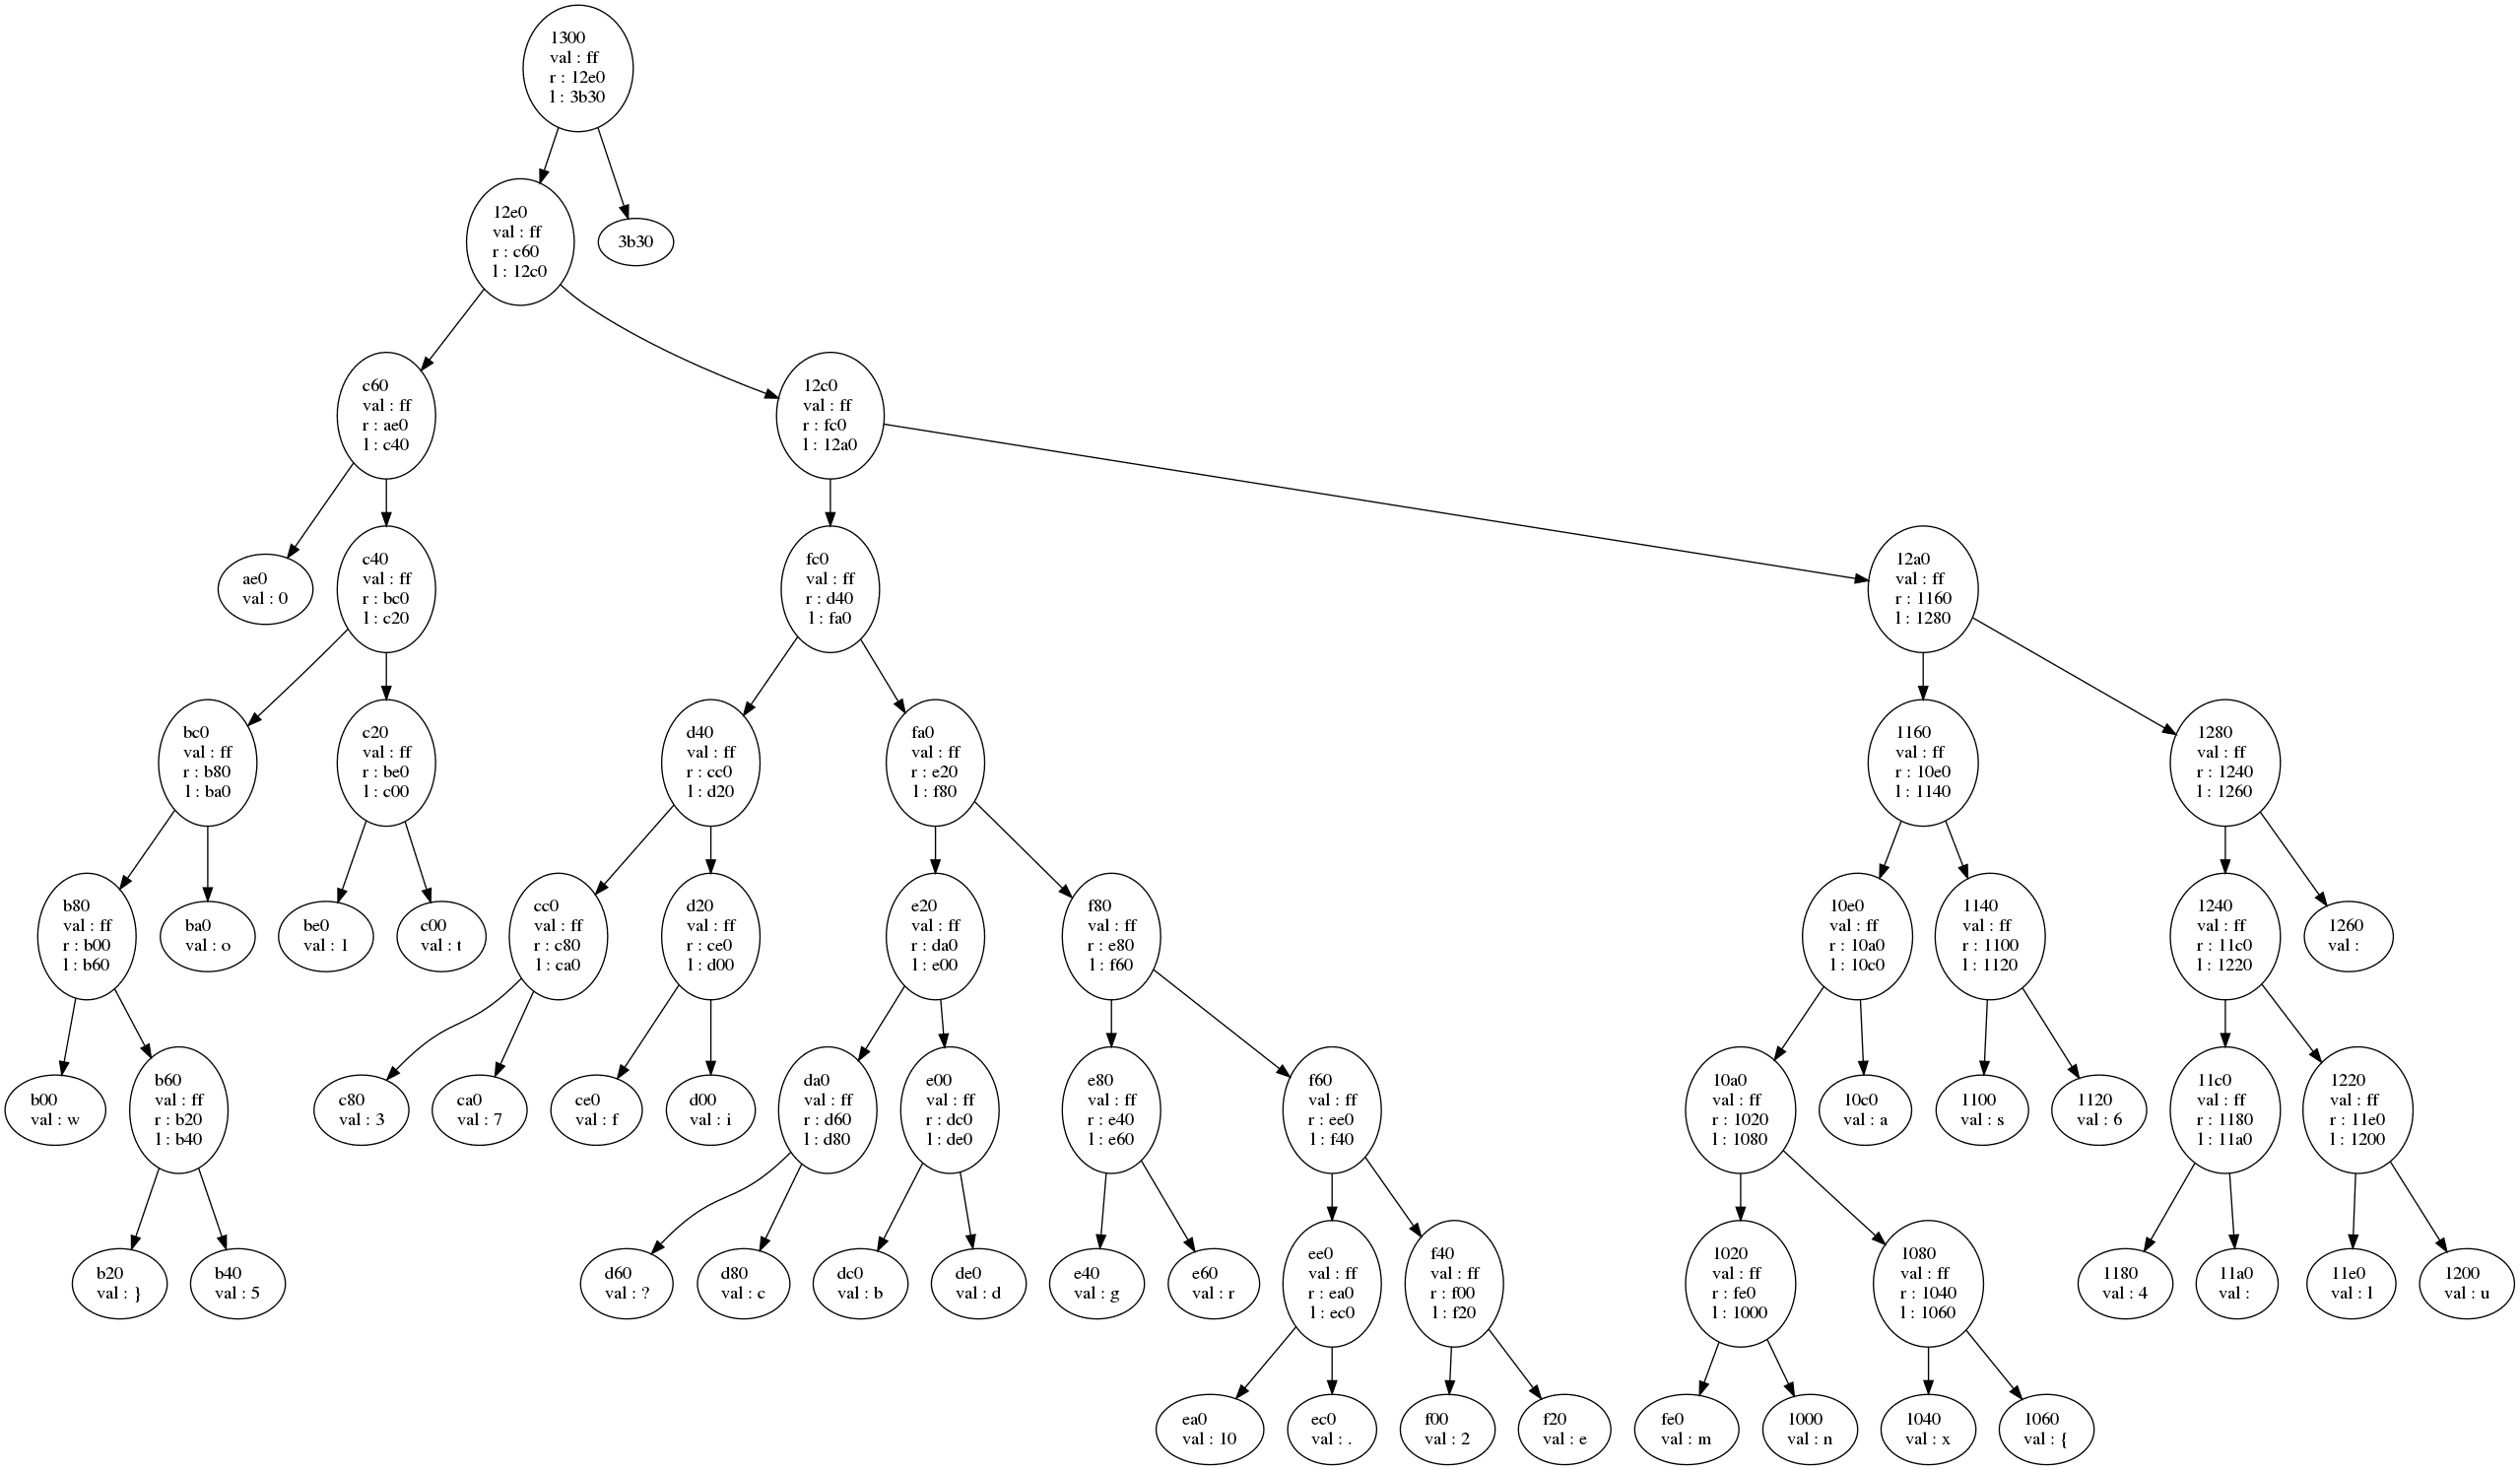 1300
val : ff
r : 12e0
l : 3b30
12e0
val : ff
r : c60
l : 12c0
3b30
c60
val : ff
r : ae0
l : c40
12c0
val : ff
r : fc0
l : 12a0
ae0
val : 0
c40
val : ff
r : bc0
l : c20
fc0
val : ff
r : d40
l : fa0
12a0
val : ff
r : 1160
l : 1280
bc0
val : ff
r : b80
l : ba0
c20
val : ff
r : be0
l : c00
d40
val : ff
r : cc0
l : d20
fa0
val : ff
r : e20
l : f80
1160
val : ff
r : 10e0
l : 1140
1280
val : ff
r : 1240
l : 1260
b80
val : ff
r : b00
l : b60
ba0
val : o
be0
val : 1
c00
val : t
cc0
val : ff
r : c80
l : ca0
d20
val : ff
r : ce0
l : d00
e20
val : ff
r : da0
l : e00
f80
val : ff
r : e80
l : f60
10e0
val : ff
r : 10a0
l : 10c0
1140
val : ff
r : 1100
l : 1120
1240
val : ff
r : 11c0
l : 1220
1260
val :
b00
val : w
b60
val : ff
r : b20
l : b40
c80
val : 3
ca0
val : 7
ce0
val : f
d00
val : i
da0
val : ff
r : d60
l : d80
e00
val : ff
r : dc0
l : de0
e80
val : ff
r : e40
l : e60
f60
val : ff
r : ee0
l : f40
10a0
val : ff
r : 1020
l : 1080
10c0
val : a
1100
val : s
1120
val : 6
11c0
val : ff
r : 1180
l : 11a0
1220
val : ff
r : 11e0
l : 1200
b20
val : }
b40
val : 5
d60
val : ?
d80
val : c
dc0
val : b
de0
val : d
e40
val : g
e60
val : r
ee0
val : ff
r : ea0
l : ec0
f40
val : ff
r : f00
l : f20
1020
val : ff
r : fe0
l : 1000
1080
val : ff
r : 1040
l : 1060
1180
val : 4
11a0
val :
11e0
val : l
1200
val : u
ea0
val : 10
ec0
val : .
f00
val : 2
f20
val : e
fe0
val : m
1000
val : n
1040
val : x
1060
val : {